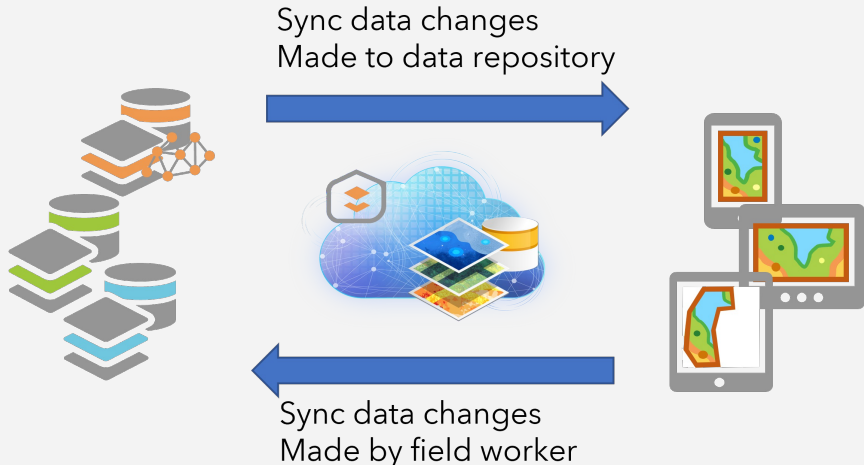 Sync data changes
Made to data repository
Sync data changes
Made by field worker